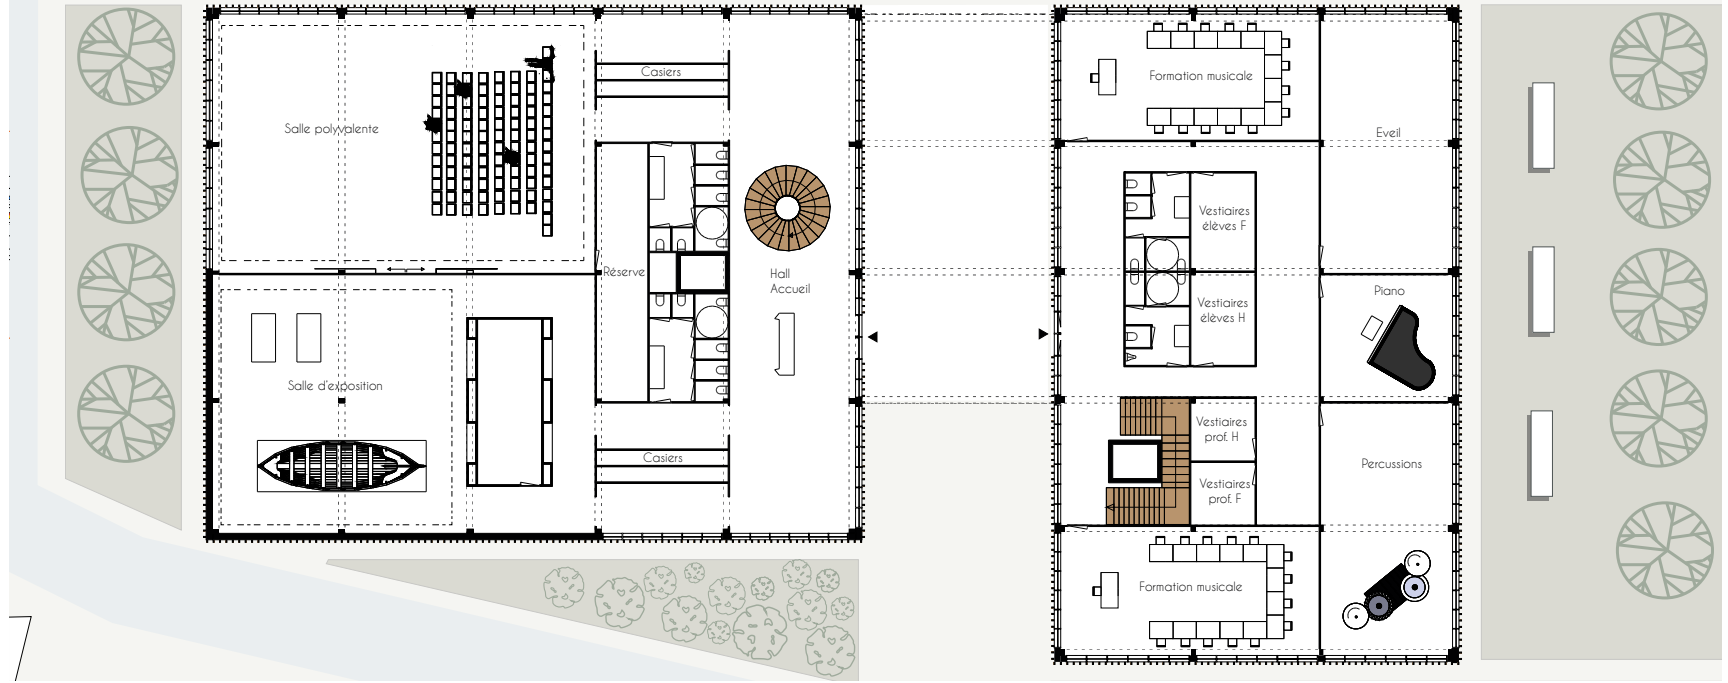 Casiers
Salle polyvalente
Réserve
Hall
Accueil
Salle d'exposition
Casiers
Formation musicale
Eveil
Vestiaires
élèves F
Vestiaires
élèves H
Piano
Vestiaires
prof. H
Vestiaires
prof. F
Percussions
Formation musicale